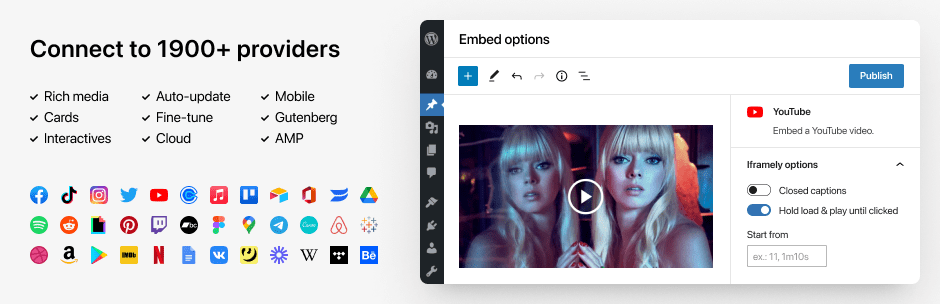 Connect to 1900+ providers
Rich media
Auto-update
Mobile
Cards
Fine-tune
Gutenberg
Interactives
Cloud
AMP
IMDb
Embed options
Publish
YouTube
Embed a YouTube video.
Iframely options
Closed captions
Hold load & play until clicked
Start from
ex.: 11, 1m10s